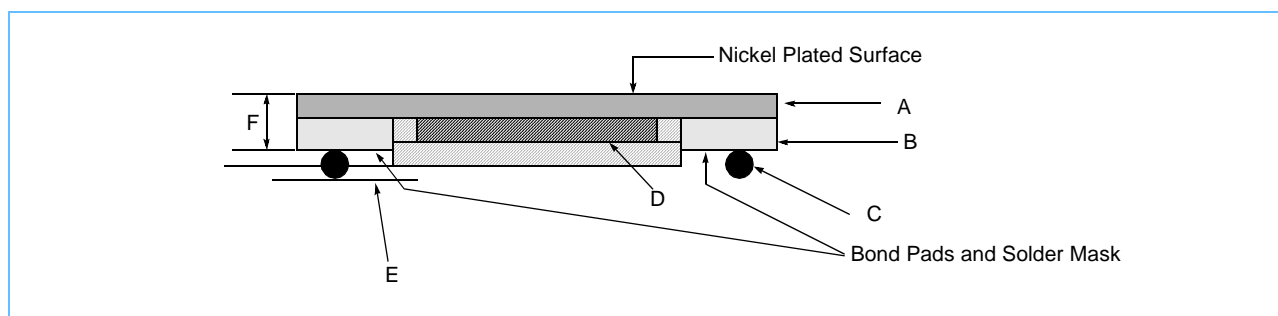 Nickel Plated Surface
A
F
B
D
C
Bond Pads and Solder Mask
E